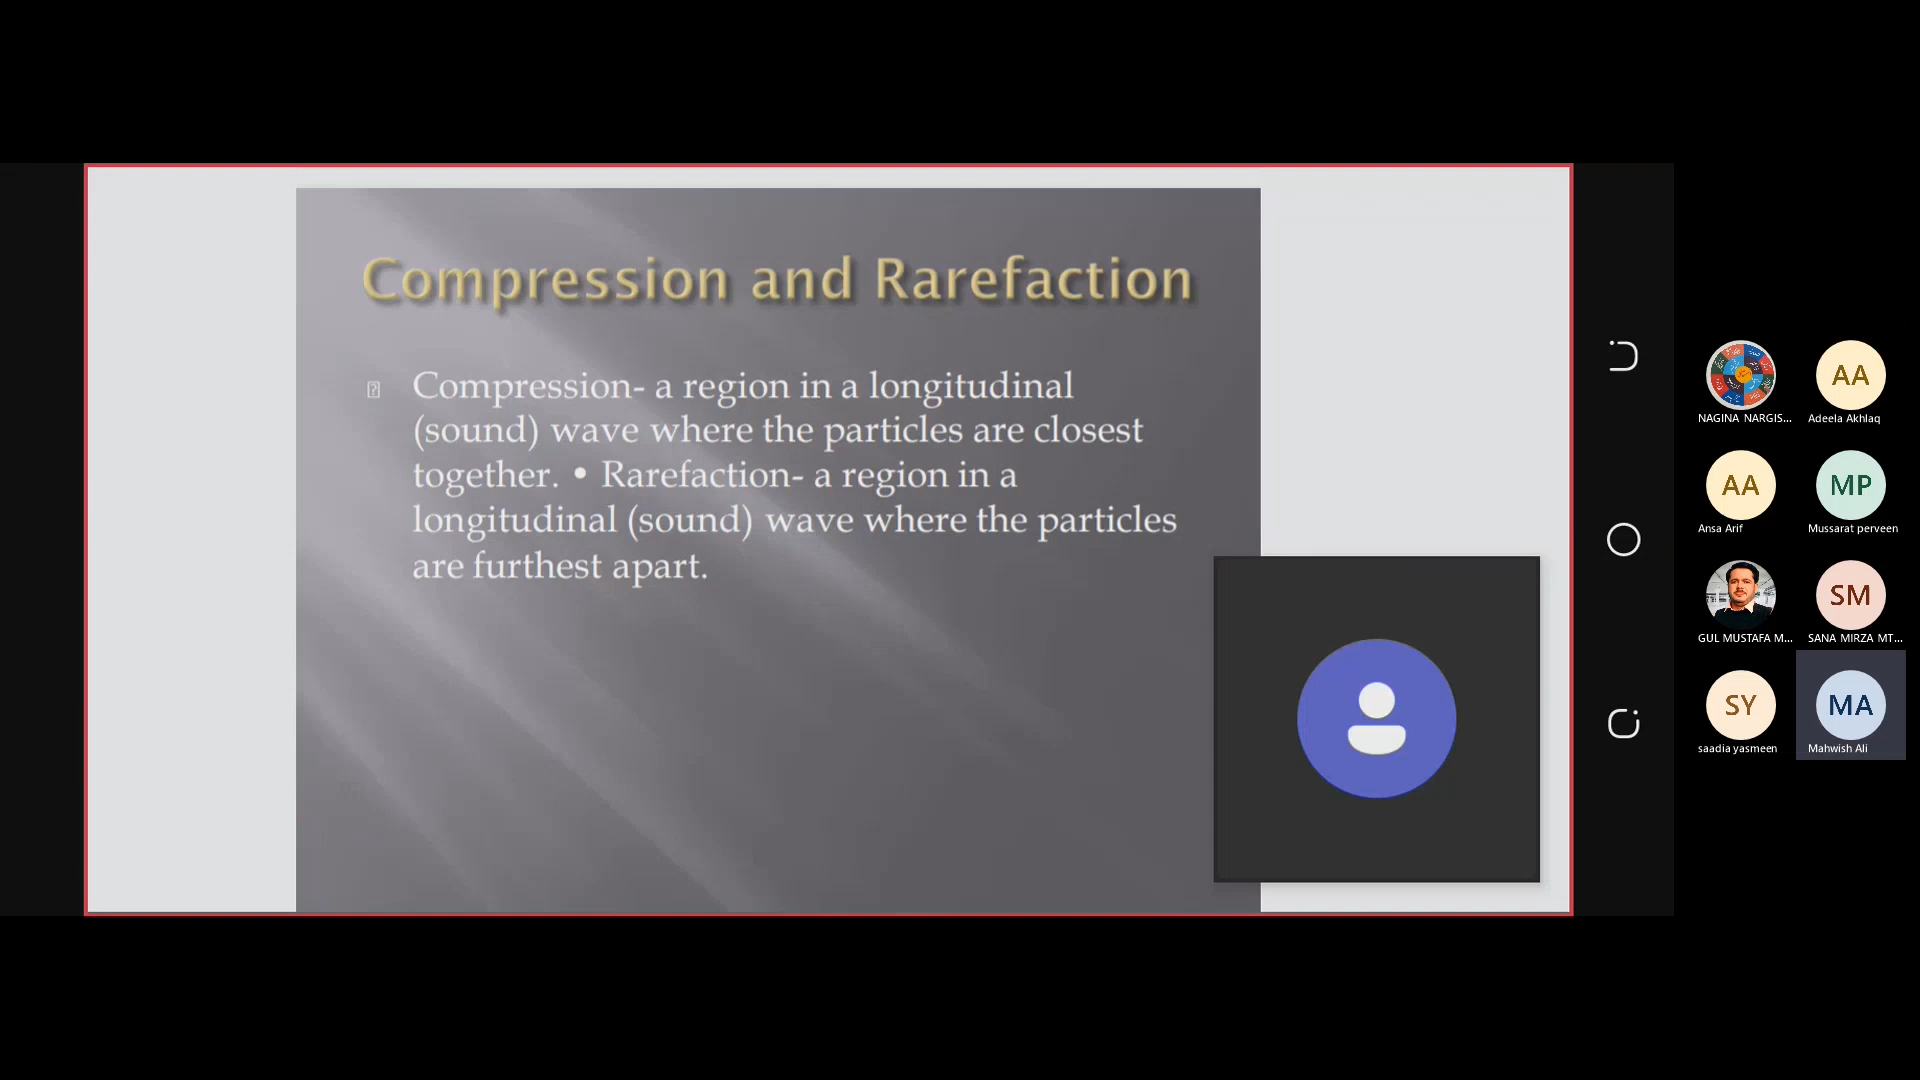 Compression and Rarefaction
Compression- a region in a longitudinal
(sound) wave where the particles are closest
together. • Rarefaction- a region in a
longitudinal (sound) wave where the particles
are furthest apart.
NAGINA NARGIS...
Adeela Akhlaq
AA
AA
Ansa Arif
MP
Mussarat perveen
GUL MUSTAFA M...
SM
SANA MIRZA MT...
SY
saadia yasmeen
MA
Mahwish Ali